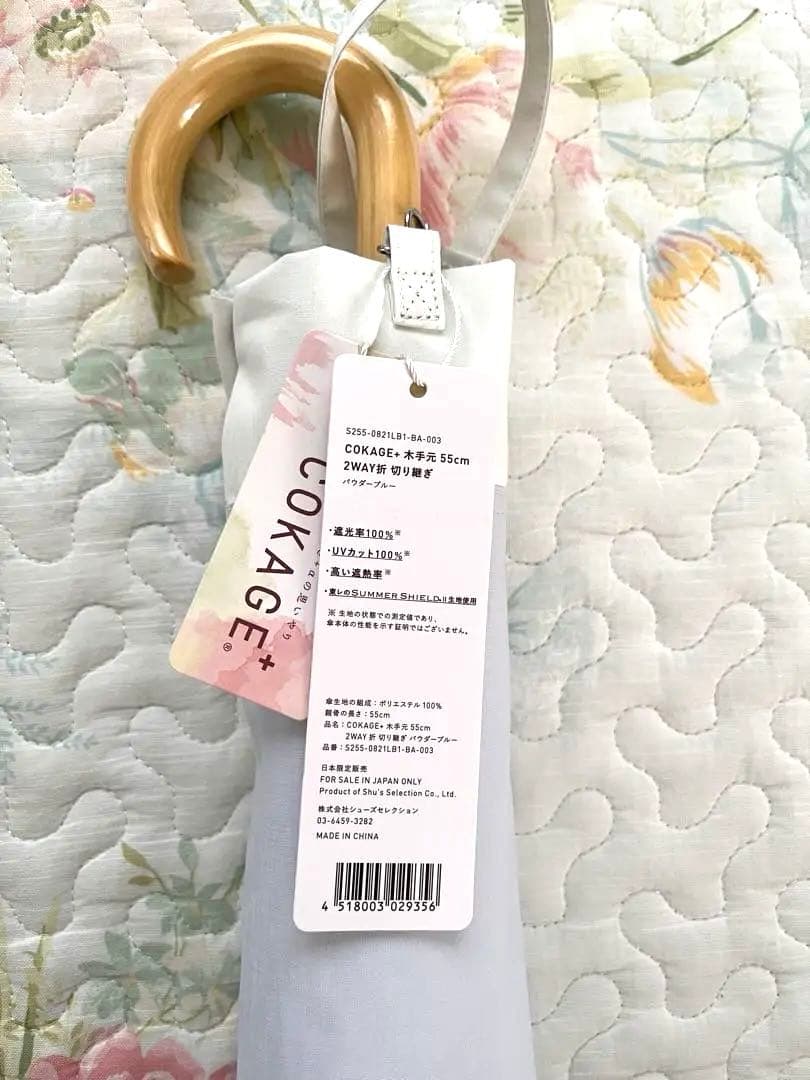 S255-0821LB1-BA-003
COKAGE+ 木手元 55cm
2WAY折 切り継ぎ
パウダーブルー
・遮光率100%※
・UVカット100%※
・高い遮熱率※
・東レのSUMMER SHIELD®II生地使用
※ 生地の状態での測定値であり、
傘本体の性能を示す証明ではございません。
傘生地の組成：ポリエステル 100%
親骨の長さ：55cm
品名：COKAGE+ 木手元 55cm
2WAY 折 切り継ぎ パウダーブルー
品番：S255-0821LB1-BA-003
日本限定販売
FOR SALE IN JAPAN ONLY
Product of Shu's Selection Co., Ltd.
株式会社シューズセレクション
03-6459-3282
MADE IN CHINA
4 518003 029356
COKAGE+®
αの思いやり